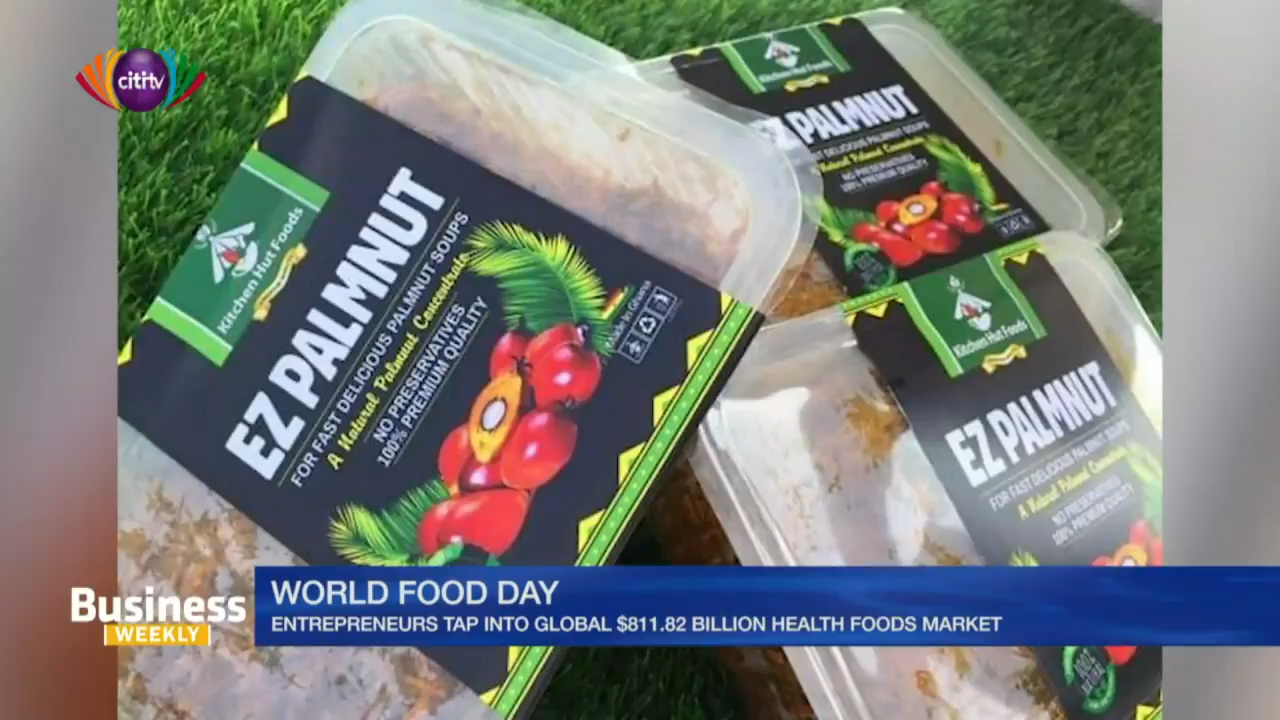 citi tv
Kitchen Hut Foods
EZ PALMNUT
FOR FAST DELICIOUS PALMNUT SOUPS
A Natural Palmnut Concentrate
NO PRESERVATIVES
100% PREMIUM QUALITY
Made In Ghana
Kitchen Hut Foods
EZ PALMNUT
FAST DELICIOUS PALMNUT SOUPS
Natural Palmnut Concentrate
NO PRESERVATIVES
100% PREMIUM QUALITY
Kitchen Hut Foods
EZ PALMNUT
FOR FAST DELICIOUS PALMNUT SOUPS
A Natural Palmnut Concentrate
NO PRESERVATIVES
100% PREMIUM QUALITY
Business
WEEKLY
WORLD FOOD DAY
ENTREPRENEURS TAP INTO GLOBAL $811.82 BILLION HEALTH FOODS MARKET